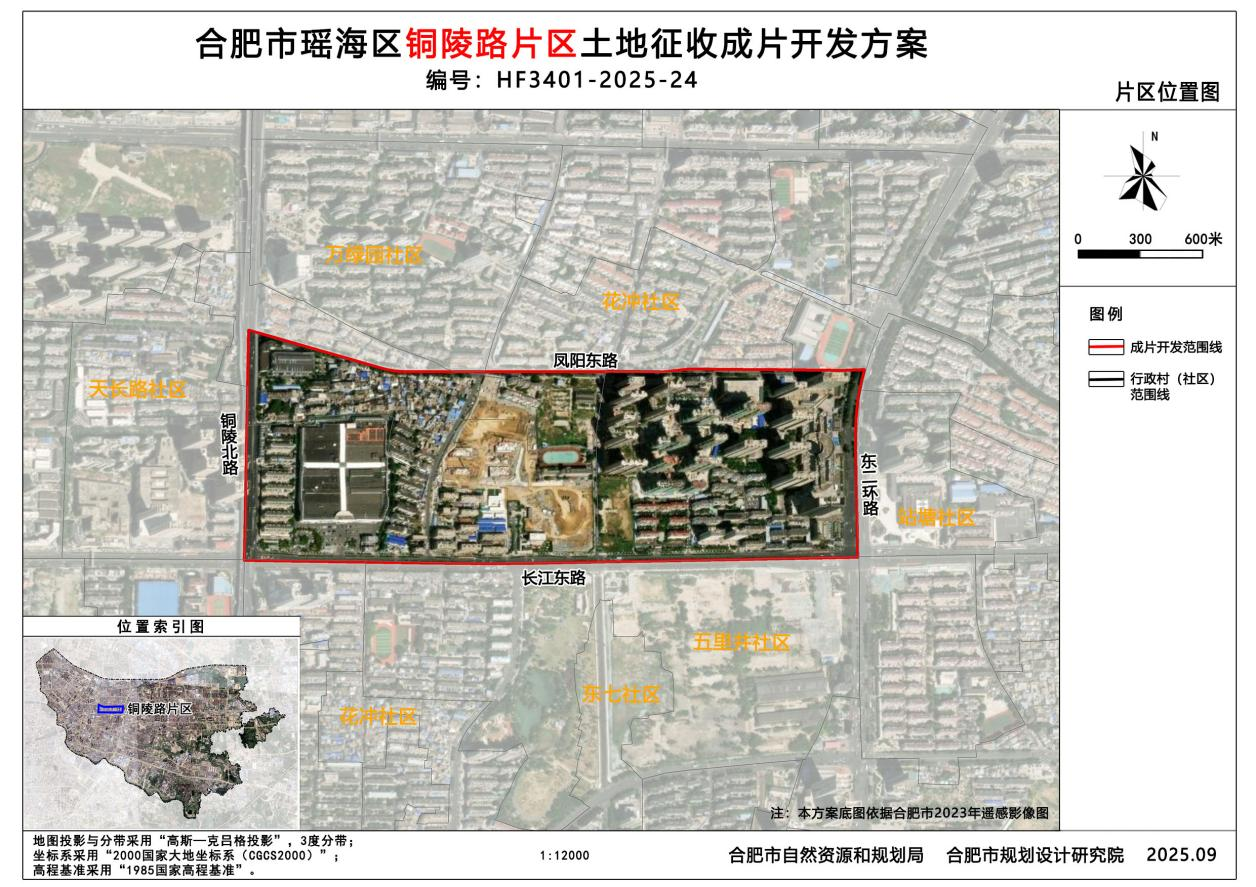 合肥市瑶海区铜陵路片区土地征收成片开发方案
编号：HF3401-2025-24
片区位置图
N
0 300 600米
图例
成片开发范围线
行政村（社区）
范围线
万绿园社区
花冲社区
凤阳东路
天长路社区
铜陵北路
东二环路
站塘社区
长江东路
五里井社区
东七社区
花冲社区
位置索引图
铜陵路片区
注：本方案底图依据合肥市2023年遥感影像图
地图投影与分带采用“高斯—克吕格投影”，3度分带；
坐标系采用“2000国家大地坐标系（CGCS2000）”；
高程基准采用“1985国家高程基准”。
1:12000
合肥市自然资源和规划局 合肥市规划设计研究院 2025.09